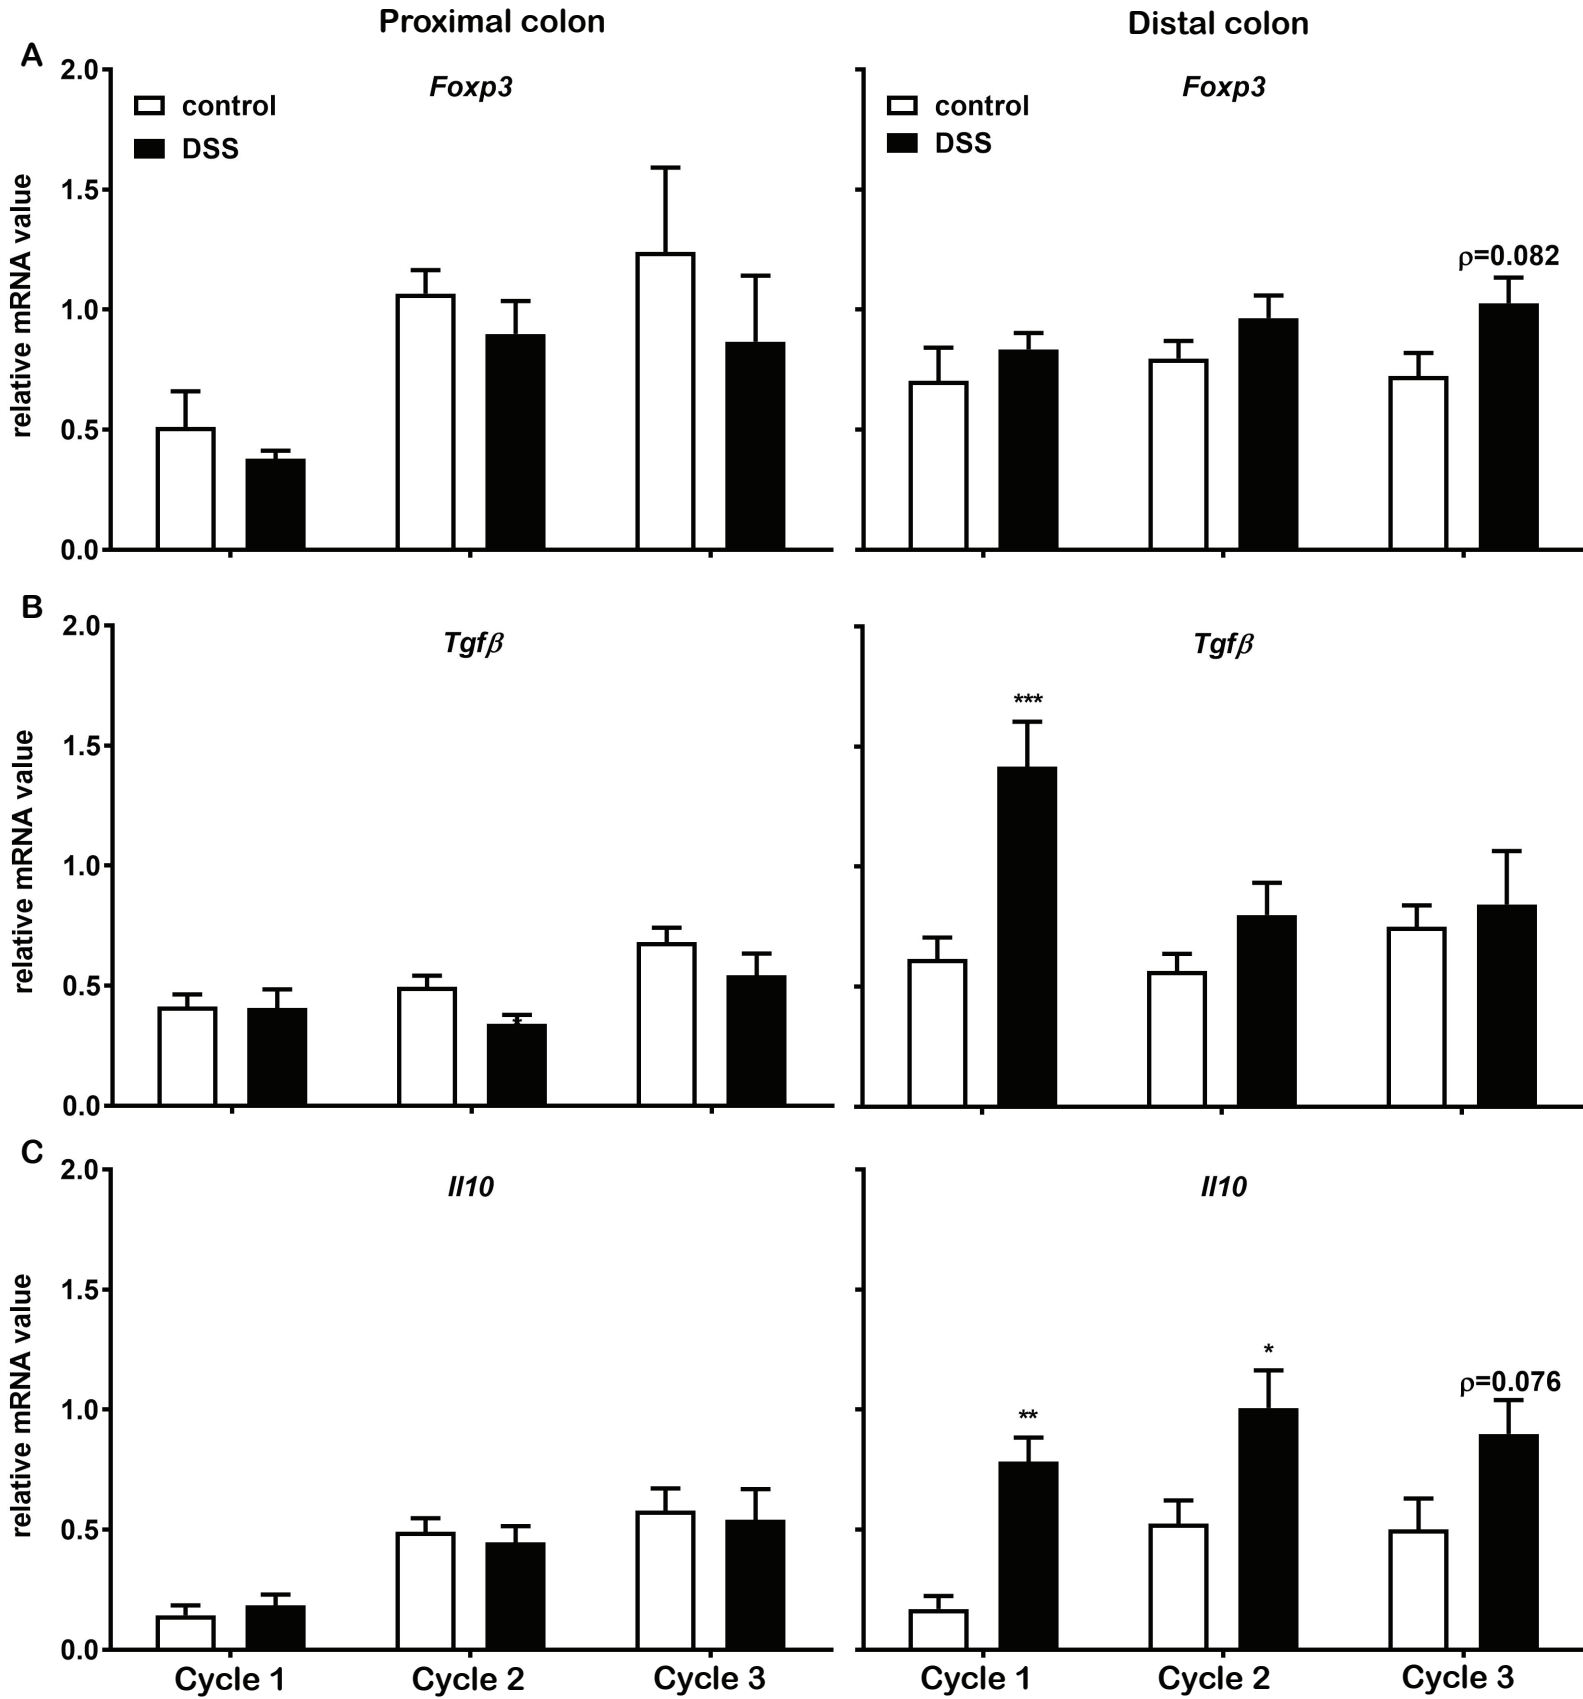 Proximal colon
Distal colon
A
Foxp3
control
DSS
2.0
1.5
1.0
0.5
0.0
relative mRNA value
Foxp3
control
DSS
ρ=0.082
B
Tgfβ
2.0
1.5
1.0
0.5
0.0
relative mRNA value
*
Tgfβ
***
C
Il10
2.0
1.5
1.0
0.5
0.0
relative mRNA value
Cycle 1
Cycle 2
Cycle 3
Il10
**
*
ρ=0.076
Cycle 1
Cycle 2
Cycle 3